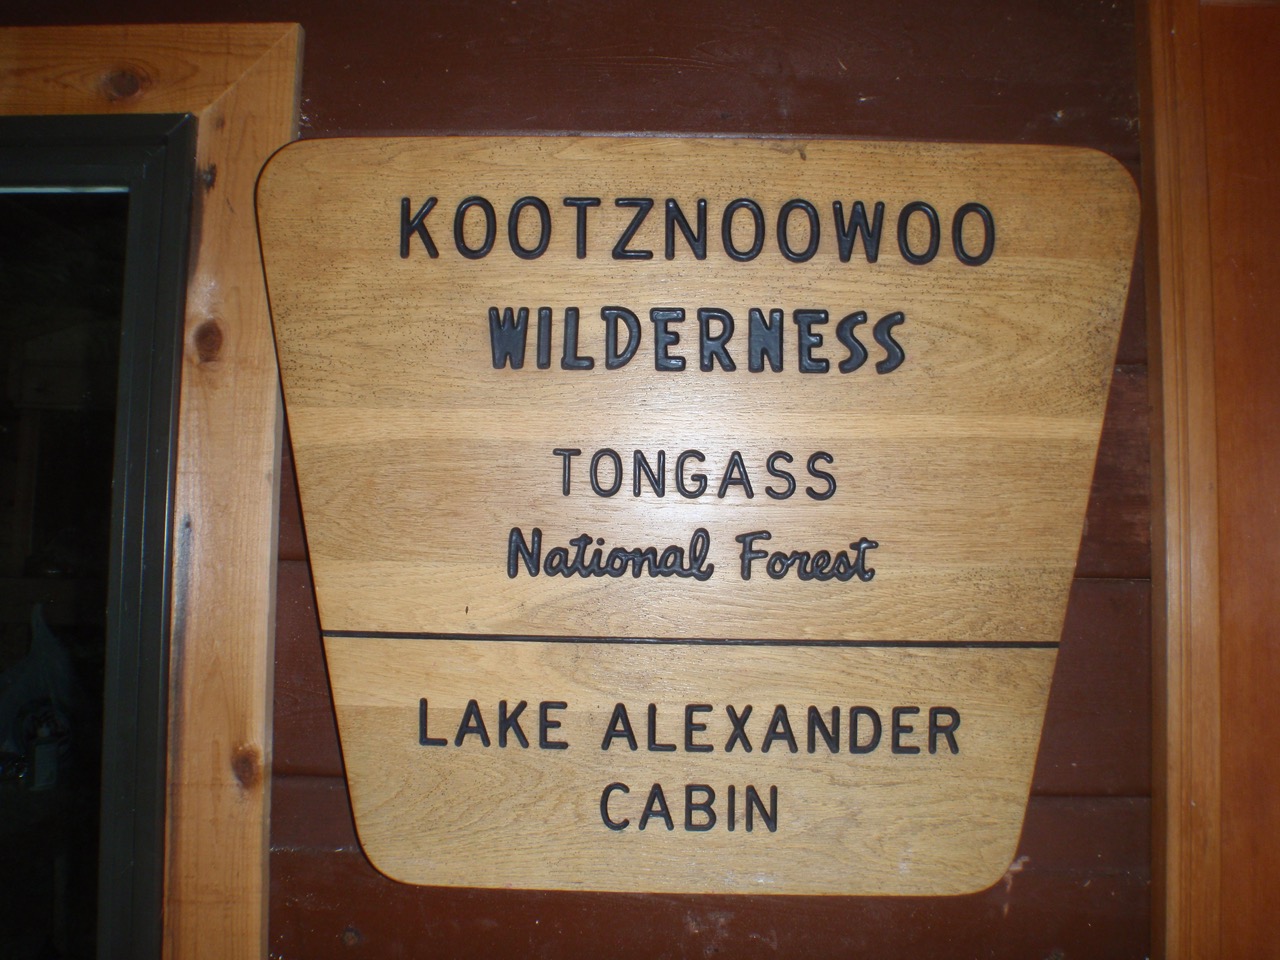 KOOTZNOOWOO
WILDERNESS
TONGASS
National Forest
LAKE ALEXANDER
CABIN